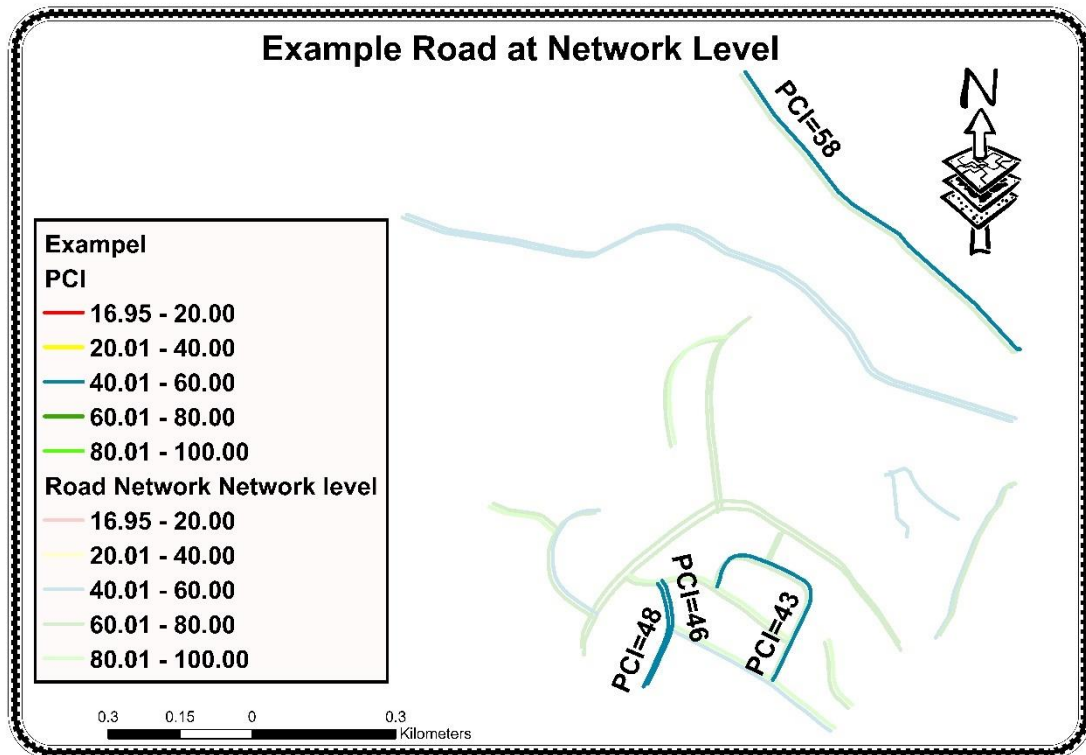 Example Road at Network Level
PCI=58
N
Exampel
PCI
16.95 - 20.00
20.01 - 40.00
40.01 - 60.00
60.01 - 80.00
80.01 - 100.00
Road Network Network level
16.95 - 20.00
20.01 - 40.00
40.01 - 60.00
60.01 - 80.00
80.01 - 100.00
PCI=48
PCI=46
PCI=43
0.3 0.15 0 0.3
Kilometers